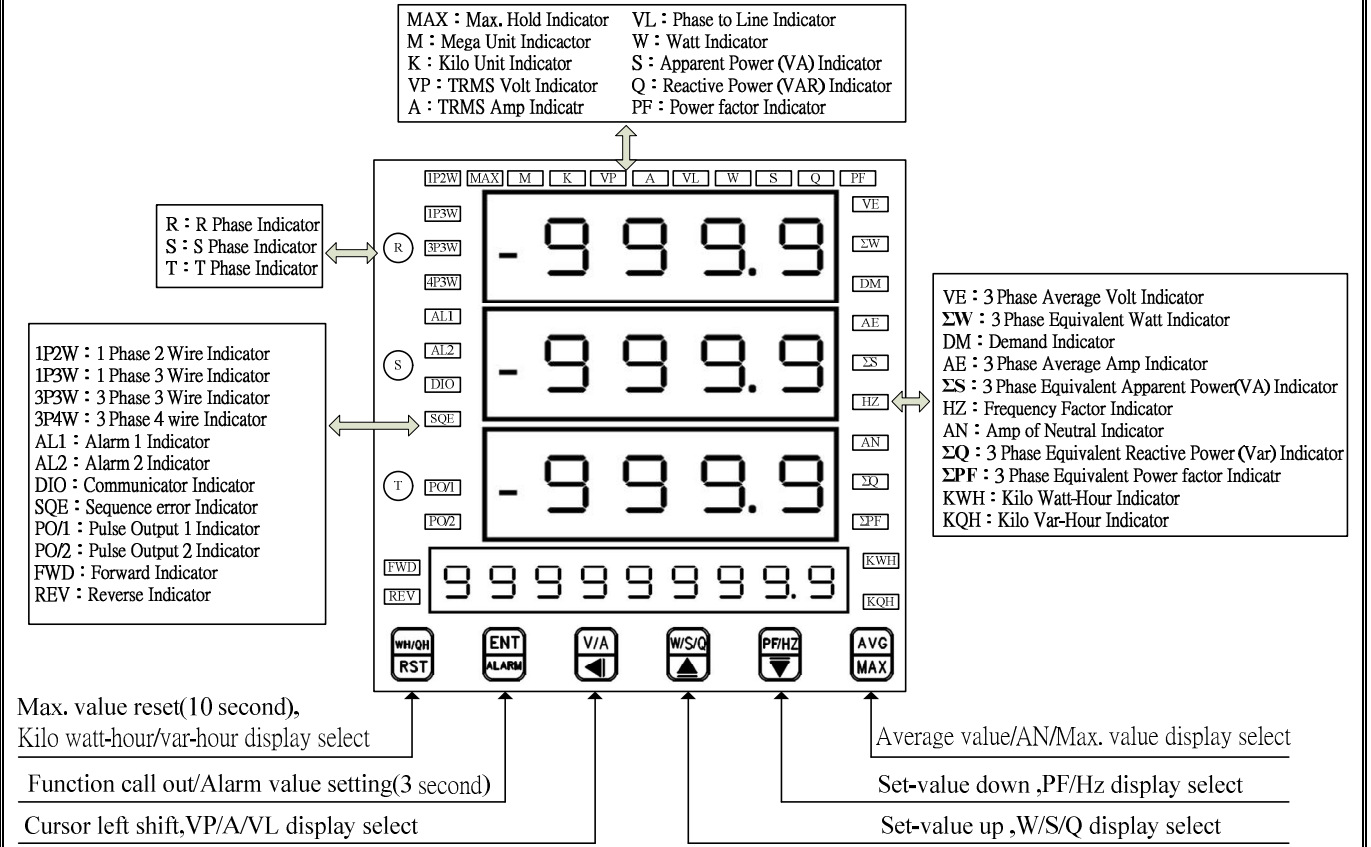 MAX：Max. Hold Indicator VL：Phase to Line Indicator
M：Mega Unit Indicactor W：Watt Indicator
K：Kilo Unit Indicator S：Apparent Power (VA) Indicator
VP：TRMS Volt Indicator Q：Reactive Power (VAR) Indicator
A：TRMS Amp Indicatr PF：Power factor Indicator
1P2W MAX M K VP A VL W S Q PF
R：R Phase Indicator
S：S Phase Indicator
T：T Phase Indicator
1P3W
R 3P3W
4P3W
AL1
AL2
S
DIO
SQE
T PO/1
PO/2
FWD
REV
-999.9
-999.9
-999.9
999999999.9
VE
ΣW
DM
AE
ΣS
HZ
AN
ΣQ
ΣPF
KWH
KQH
1P2W：1 Phase 2 Wire Indicator
1P3W：1 Phase 3 Wire Indicator
3P3W：3 Phase 3 Wire Indicator
3P4W：3 Phase 4 wire Indicator
AL1：Alarm 1 Indicator
AL2：Alarm 2 Indicator
DIO：Communicator Indicator
SQE：Sequence error Indicator
PO/1：Pulse Output 1 Indicator
PO/2：Pulse Output 2 Indicator
FWD：Forward Indicator
REV：Reverse Indicator
VE：3 Phase Average Volt Indicator
ΣW：3 Phase Equivalent Watt Indicator
DM：Demand Indicator
AE：3 Phase Average Amp Indicator
ΣS：3 Phase Equivalent Apparent Power(VA) Indicator
HZ：Frequency Factor Indicator
AN：Amp of Neutral Indicator
ΣQ：3 Phase Equivalent Reactive Power (Var) Indicator
ΣPF：3 Phase Equivalent Power factor Indicatr
KWH：Kilo Watt-Hour Indicator
KQH：Kilo Var-Hour Indicator
WH/QH ENT V/A W/S/Q PF/HZ AVG
RST ALARM MAX
Max. value reset(10 second),
Kilo watt-hour/var-hour display select
Function call out/Alarm value setting(3 second)
Cursor left shift,VP/A/VL display select
Average value/AN/Max. value display select
Set-value down ,PF/Hz display select
Set-value up ,W/S/Q display select